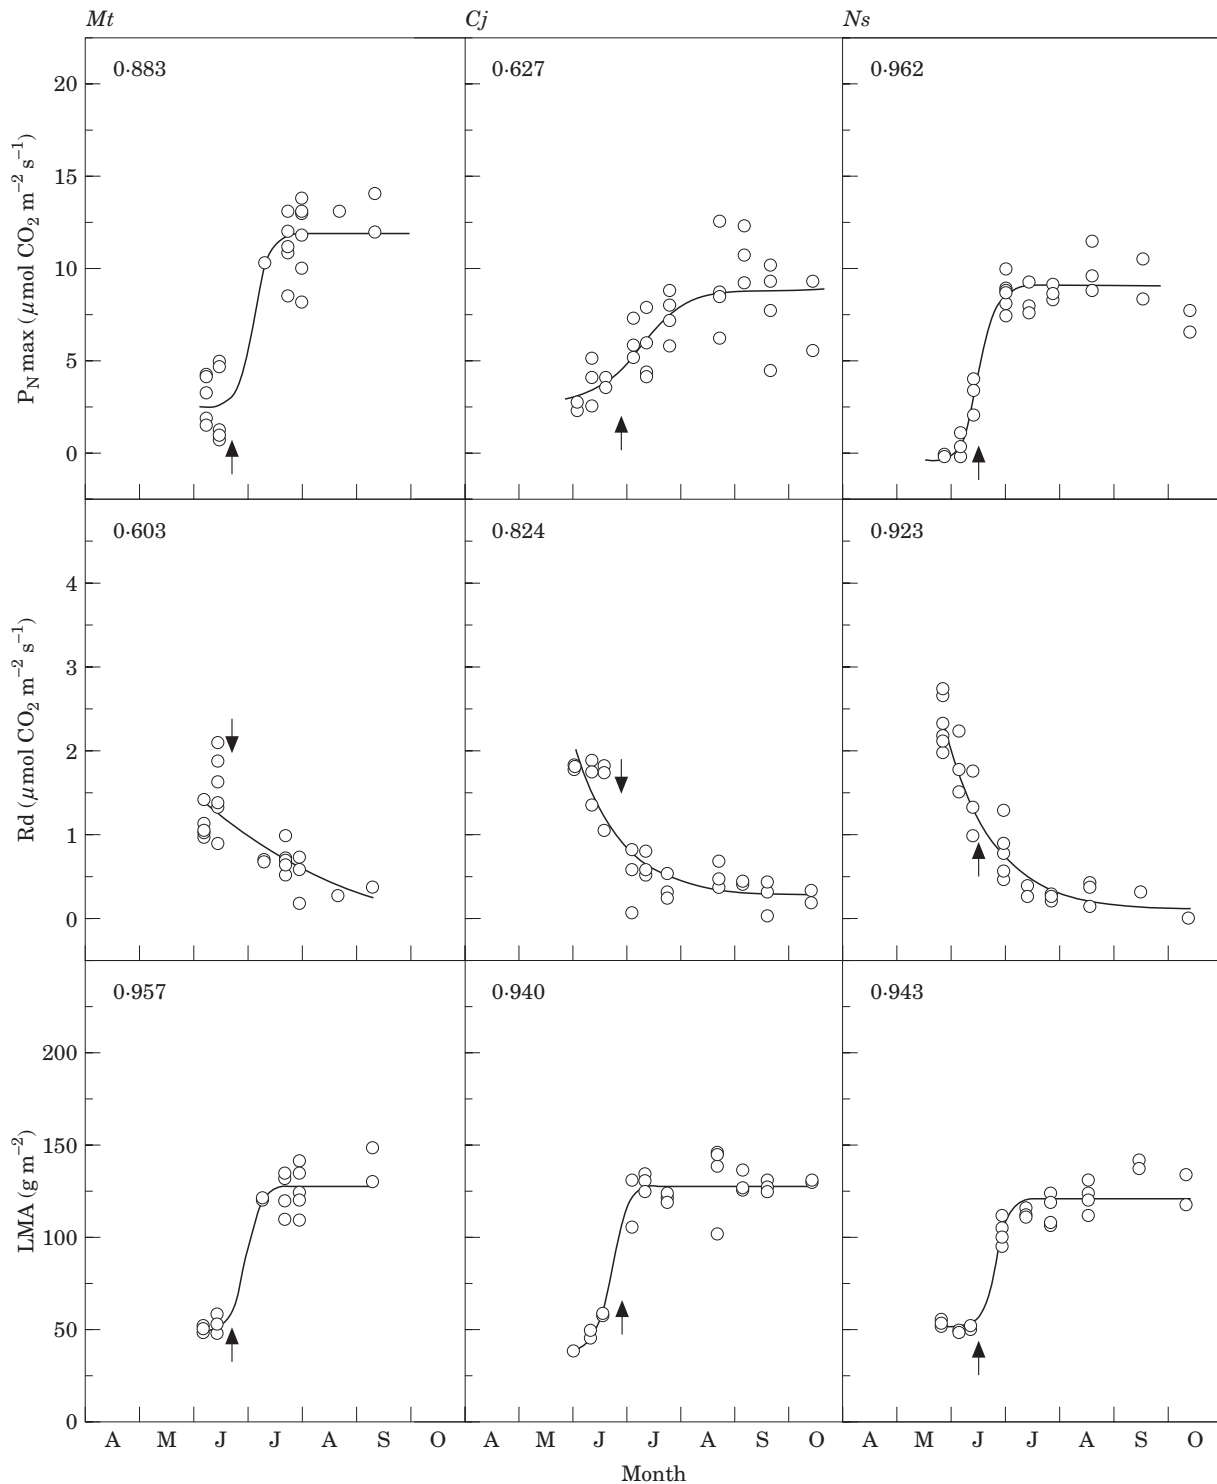 Mt Cj Ns
0·883 0·627 0·962
20
15
10
5
0
P_N max (μmol CO₂ m⁻² s⁻¹)
0·603 0·824 0·923
4
3
2
1
0
Rd (μmol CO₂ m⁻² s⁻¹)
0·957 0·940 0·943
200
150
100
50
0
LMA (g m⁻²)
A M J J A S O A M J J A S O A M J J A S O
Month